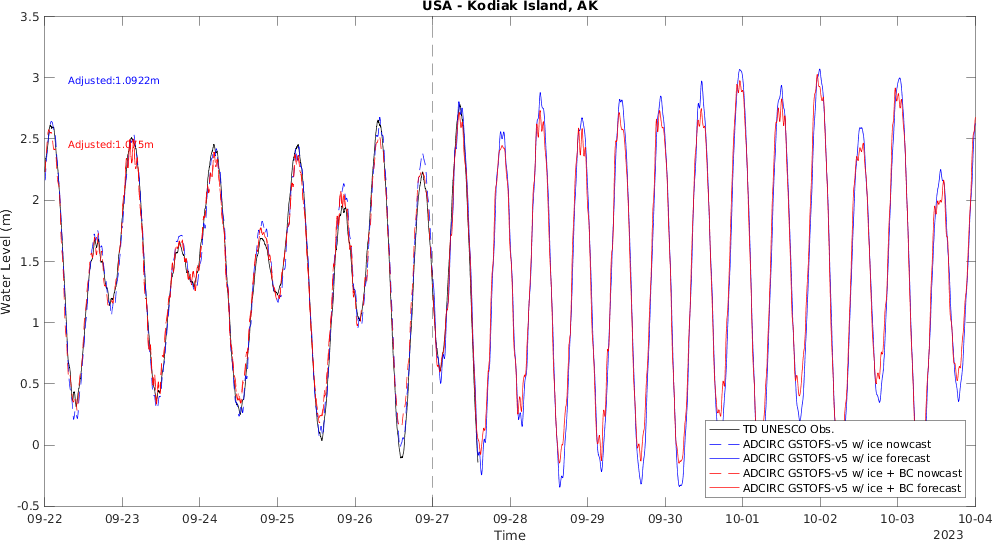 USA - Kodiak Island, AK
3.5
3
2.5
2
1.5
1
0.5
0
-0.5
Water Level (m)
Adjusted:1.0922m
TD UNESCO Obs.
ADCIRC GSTOFS-v5 w/ ice nowcast
ADCIRC GSTOFS-v5 w/ ice forecast
ADCIRC GSTOFS-v5 w/ ice + BC nowcast
ADCIRC GSTOFS-v5 w/ ice + BC forecast
09-22 09-23 09-24 09-25 09-26 09-27 09-28 09-29 09-30 10-01 10-02 10-03 10-04
Time
2023